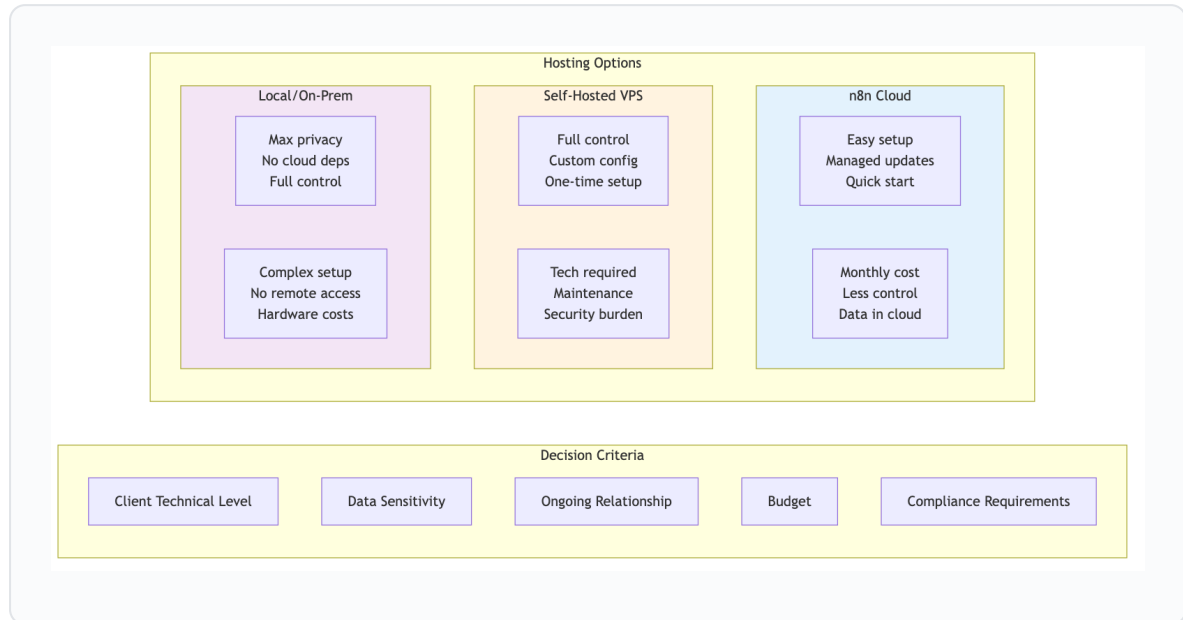 Hosting Options
Local/On-Prem
Max privacy
No cloud deps
Full control
Complex setup
No remote access
Hardware costs
Self-Hosted VPS
Full control
Custom config
One-time setup
Tech required
Maintenance
Security burden
n8n Cloud
Easy setup
Managed updates
Quick start
Monthly cost
Less control
Data in cloud
Decision Criteria
Client Technical Level
Data Sensitivity
Ongoing Relationship
Budget
Compliance Requirements